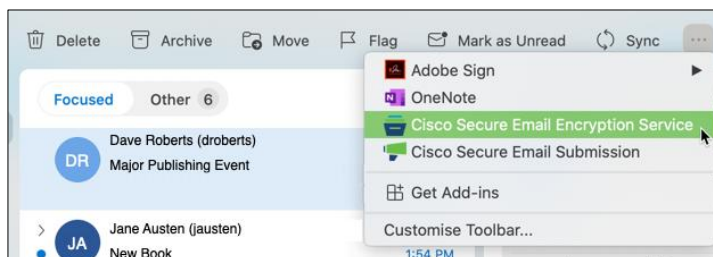 Delete Archive Move Flag Mark as Unread Sync
Adobe Sign
OneNote
Cisco Secure Email Encryption Service
Cisco Secure Email Submission
Get Add-ins
Customise Toolbar...
Focused Other 6
DR
Dave Roberts (droberts)
Major Publishing Event
JA
Jane Austen (jausten)
New Book 1:54 PM